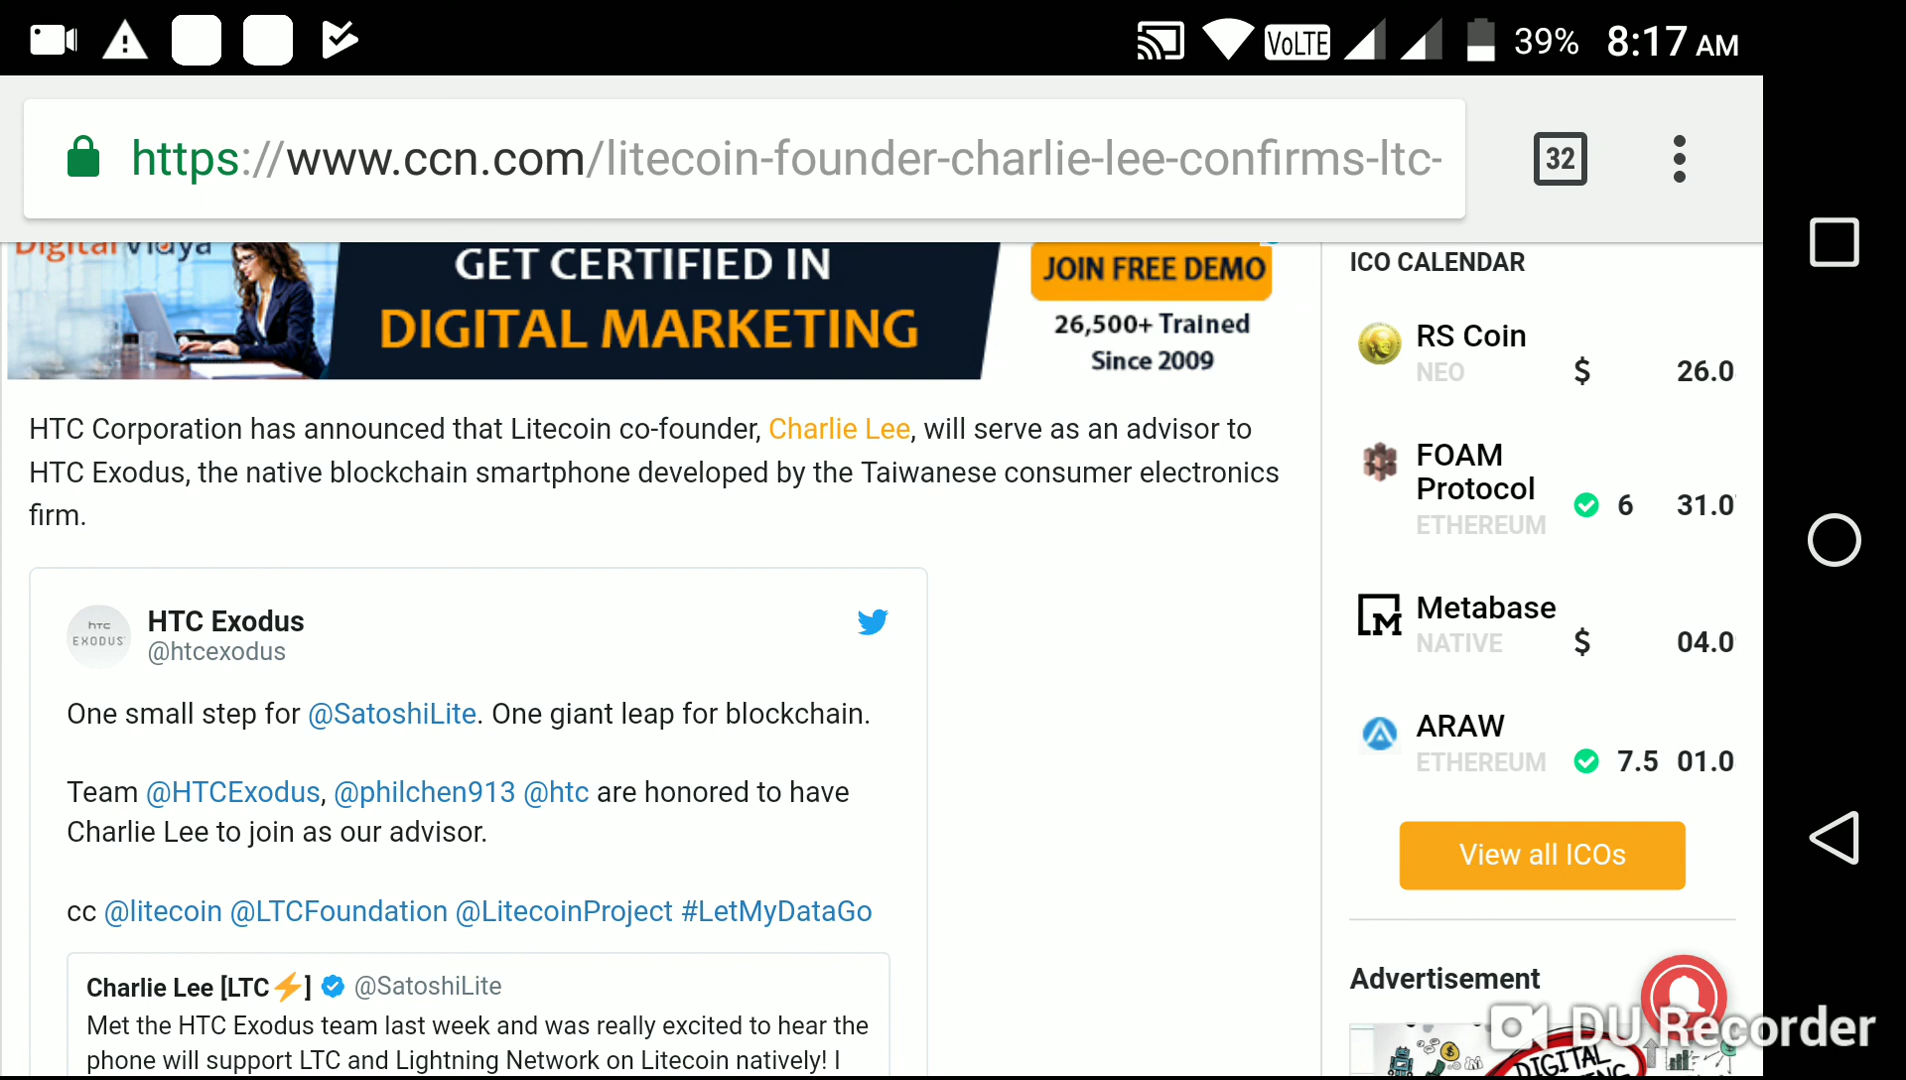 VoLTE 39% 8:17 AM
https://www.ccn.com/litecoin-founder-charlie-lee-confirms-ltc-
32
Digital Vidya
GET CERTIFIED IN
DIGITAL MARKETING
JOIN FREE DEMO
26,500+ Trained
Since 2009
HTC Corporation has announced that Litecoin co-founder, Charlie Lee, will serve as an advisor to
HTC Exodus, the native blockchain smartphone developed by the Taiwanese consumer electronics
firm.
hTC
EXODUS
HTC Exodus
@htcexodus
One small step for @SatoshiLite. One giant leap for blockchain.
Team @HTCExodus, @philchen913 @htc are honored to have
Charlie Lee to join as our advisor.
cc @litecoin @LTCFoundation @LitecoinProject #LetMyDataGo
Charlie Lee [LTC⚡] @SatoshiLite
Met the HTC Exodus team last week and was really excited to hear the
phone will support LTC and Lightning Network on Litecoin natively! I
ICO CALENDAR
RS Coin
NEO $ 26.0
FOAM
Protocol
ETHEREUM 6 31.0
Metabase
NATIVE $ 04.0
ARAW
ETHEREUM 7.5 01.0
View all ICOs
Advertisement
DU Recorder
DIGITAL